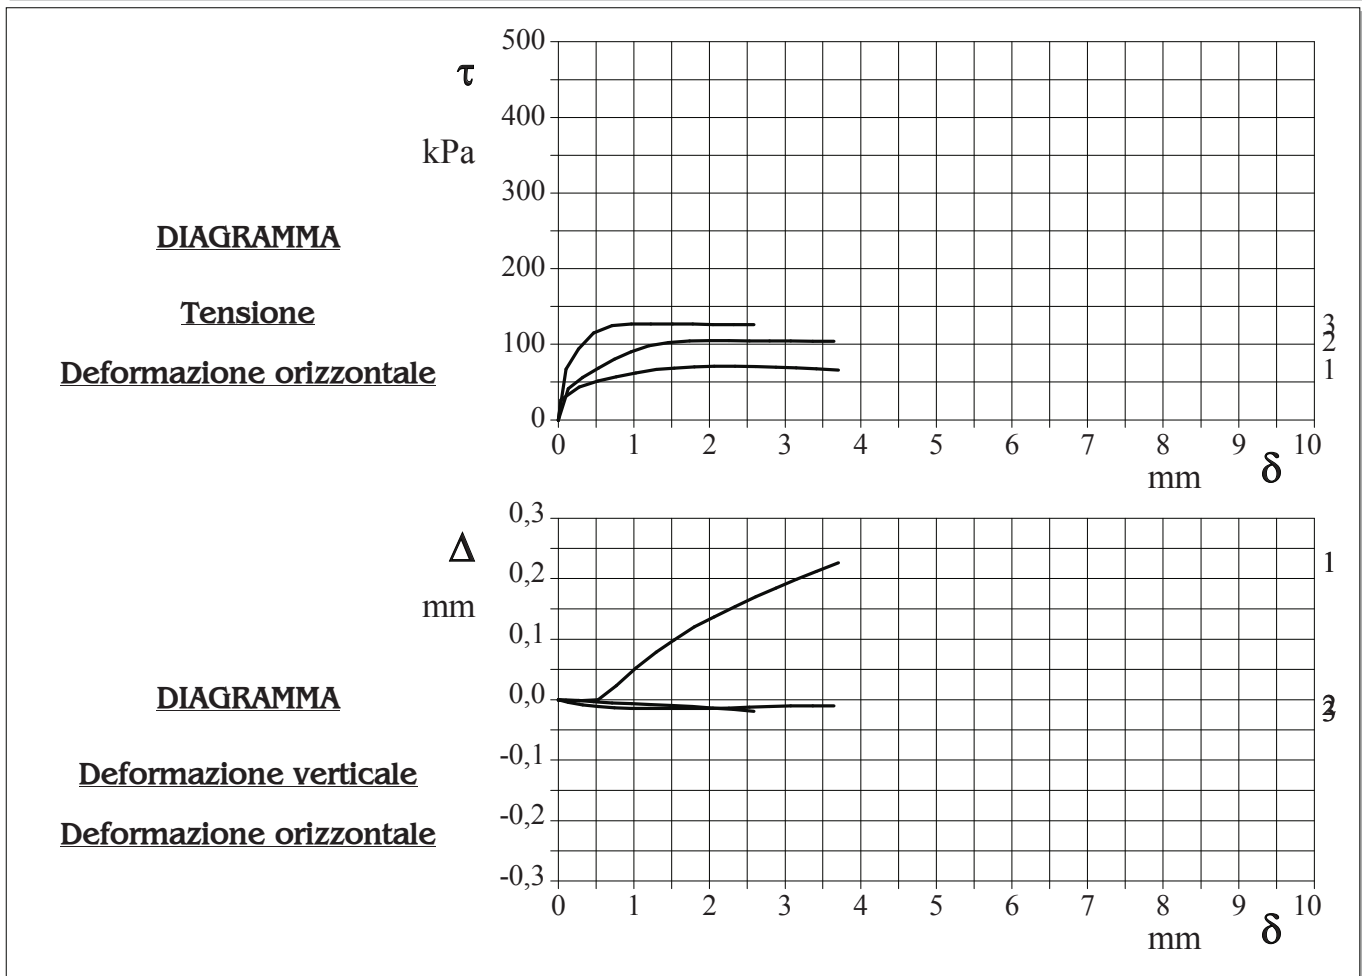 500
τ
400
kPa
300
DIAGRAMMA
200
Tensione
3
100
2
Deformazione orizzontale
1
0
0 1 2 3 4 5 6 7 8 9 10
mm δ
0,3
Δ
1
0,2
mm
0,1
0,0
DIAGRAMMA
2
3
-0,1
Deformazione verticale
-0,2
Deformazione orizzontale
-0,3
0 1 2 3 4 5 6 7 8 9 10
mm δ